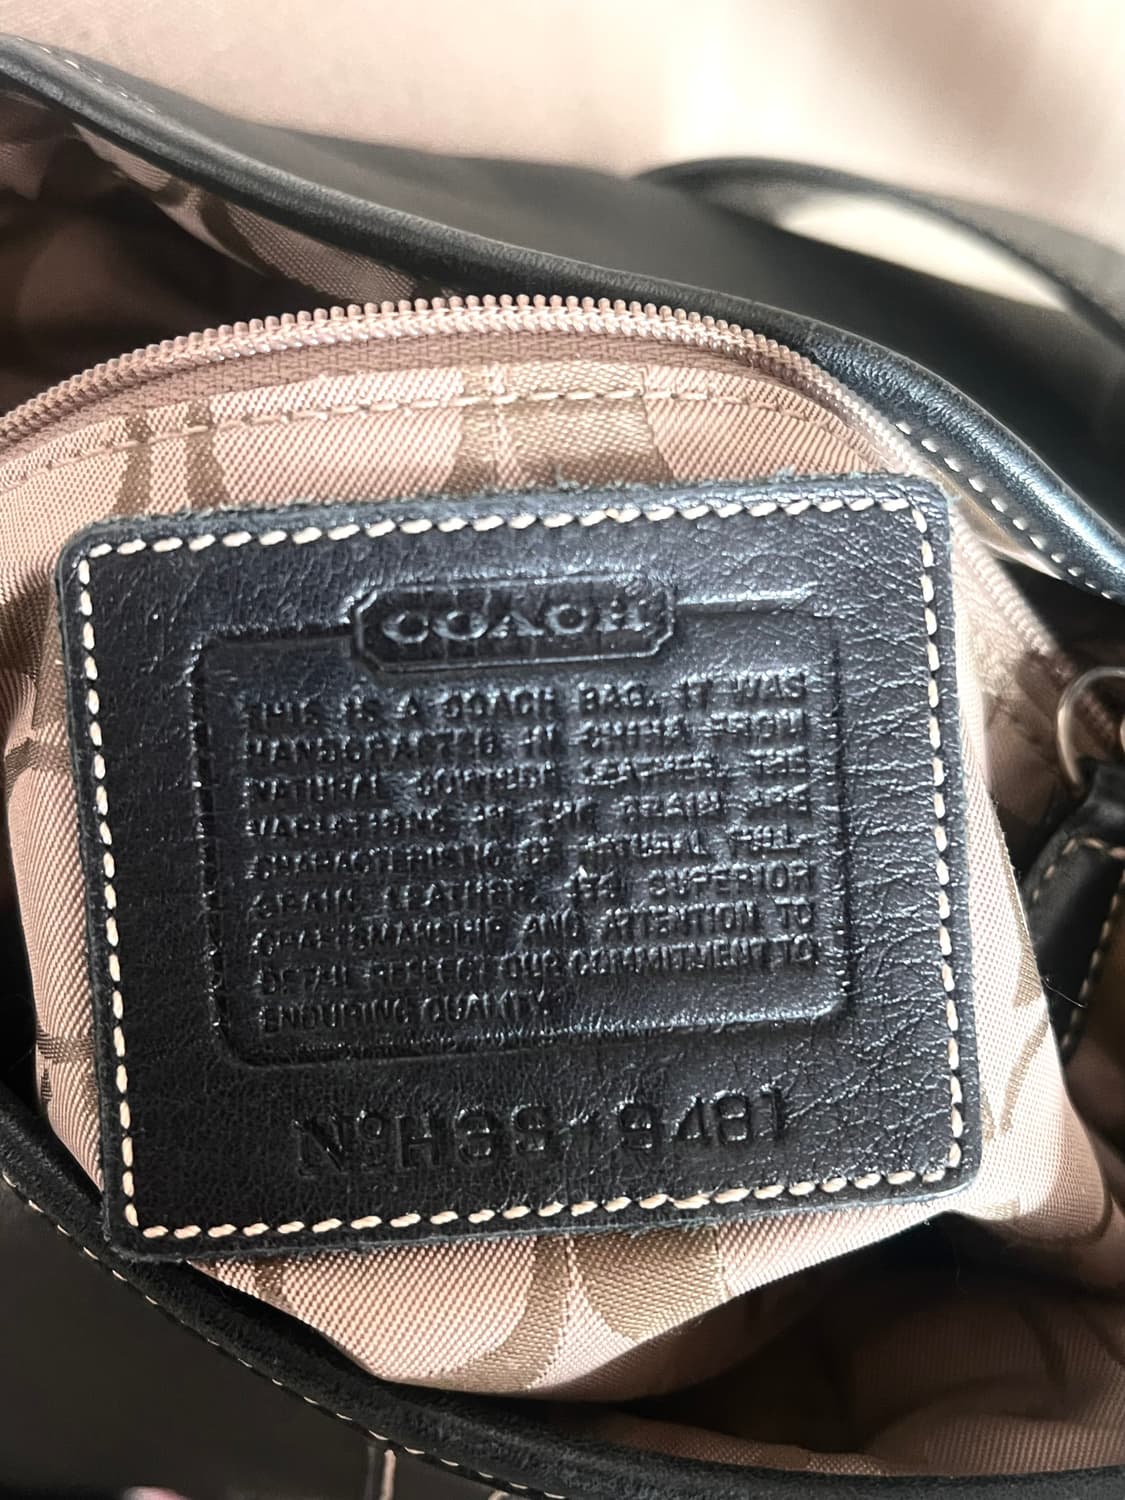 COACH
THIS IS A COACH BAG. IT WAS
HANDCRAFTED IN CHINA FROM
NATURAL COWHIDE LEATHER. THE
VARIATIONS IN THE GRAIN ARE
CHARACTERISTIC OF NATURAL FULL
GRAIN LEATHER. ITS SUPERIOR
CRAFTSMANSHIP AND ATTENTION TO
DETAIL REFLECT OUR COMMITMENT TO
ENDURING QUALITY.
9481